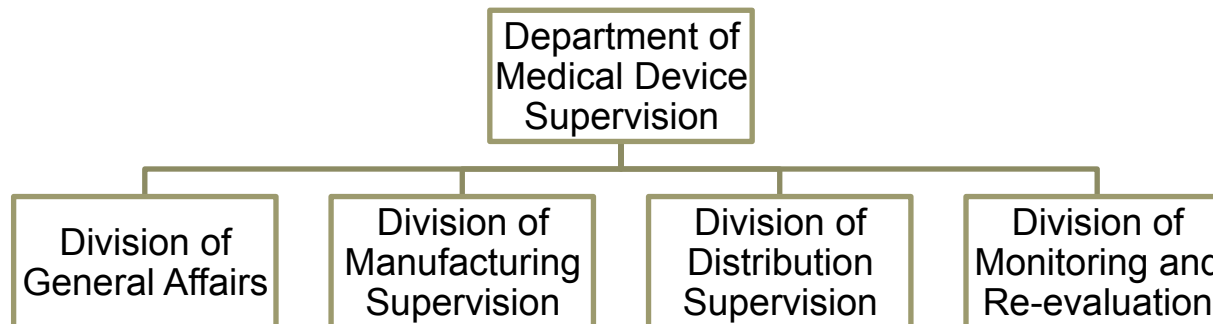 Department of
Medical Device
Supervision
Division of
General Affairs
Division of
Manufacturing
Supervision
Division of
Distribution
Supervision
Division of
Monitoring and
Re-evaluation